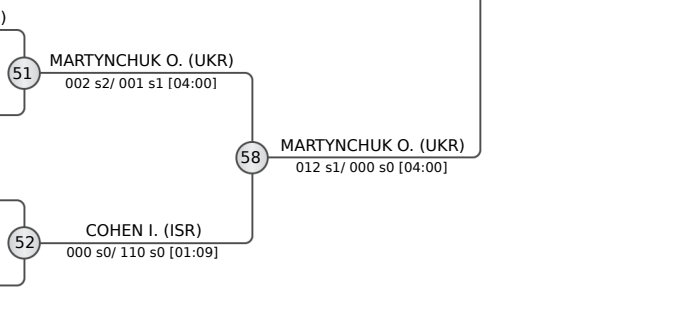 )
51
MARTYNCHUK O. (UKR)
002 s2/ 001 s1 [04:00]
58
MARTYNCHUK O. (UKR)
012 s1/ 000 s0 [04:00]
52
COHEN I. (ISR)
000 s0/ 110 s0 [01:09]